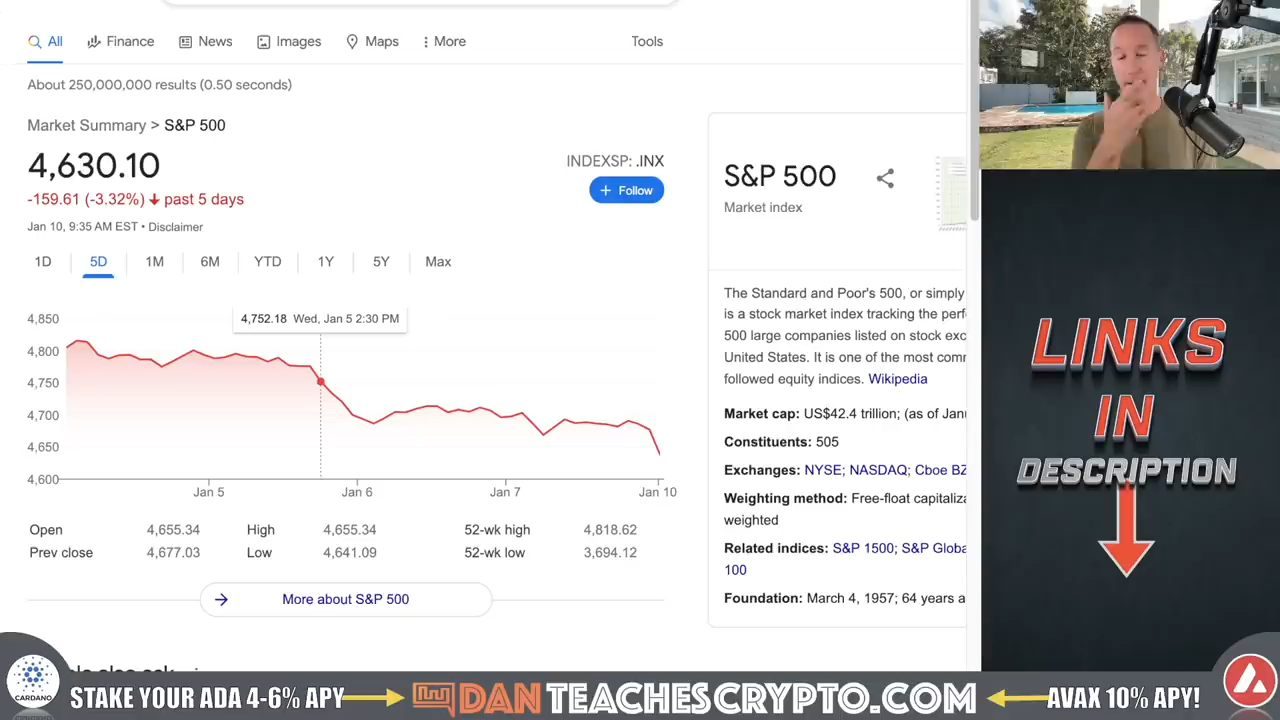 All
Finance
News
Images
Maps
More
Tools
About 250,000,000 results (0.50 seconds)
Market Summary > S&P 500
4,630.10
INDEXSP: .INX
-159.61 (-3.32%) past 5 days
+ Follow
Jan 10, 9:35 AM EST • Disclaimer
1D
5D
1M
6M
YTD
1Y
5Y
Max
4,752.18 Wed, Jan 5 2:30 PM
4,850
4,800
4,750
4,700
4,650
4,600
Jan 5
Jan 6
Jan 7
Jan 10
Open 4,655.34 High 4,655.34 52-wk high 4,818.62
Prev close 4,677.03 Low 4,641.09 52-wk low 3,694.12
More about S&P 500
S&P 500
Market index
The Standard and Poor's 500, or simply
is a stock market index tracking the
500 large companies listed on stock
United States. It is one of the most
followed equity indices. Wikipedia
Market cap: US$42.4 trillion; (as of
Constituents: 505
Exchanges: NYSE; NASDAQ; Cboe
Weighting method: Free-float
weighted
Related indices: S&P 1500; S&P
100
Foundation: March 4, 1957; 64 years
LINKS
IN
DESCRIPTION
CARDANO
STAKE YOUR ADA 4-6% APY
DANTEACHESCRYPTO.COM
AVAX 10% APY!